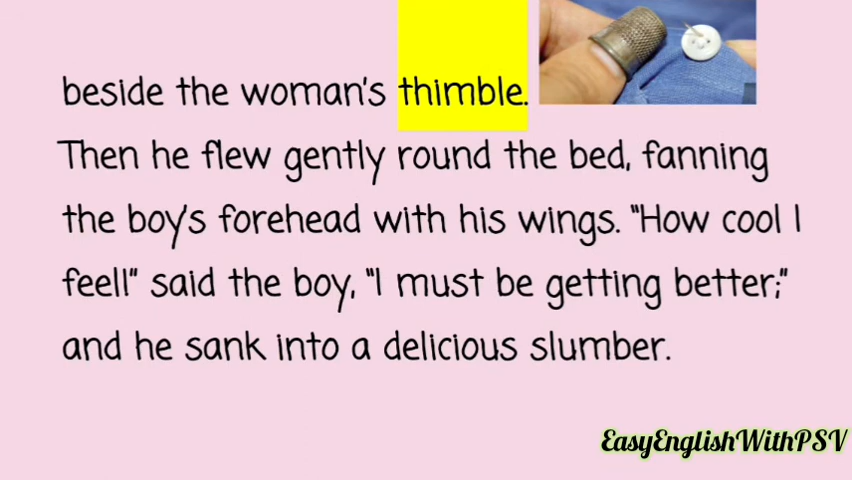 beside the woman's thimble.
Then he flew gently round the bed, fanning
the boy's forehead with his wings. "How cool I
feel!" said the boy, "I must be getting better;"
and he sank into a delicious slumber.
EasyEnglishWithPSV